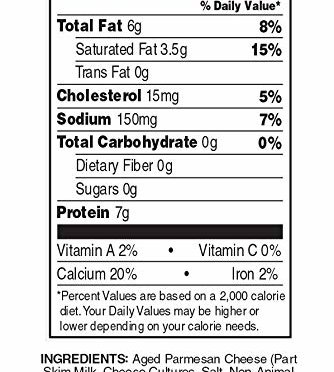 % Daily Value*
Total Fat 6g 8%
Saturated Fat 3.5g 15%
Trans Fat 0g
Cholesterol 15mg 5%
Sodium 150mg 7%
Total Carbohydrate 0g 0%
Dietary Fiber 0g
Sugars 0g
Protein 7g
Vitamin A 2% • Vitamin C 0%
Calcium 20% • Iron 2%
*Percent Values are based on a 2,000 calorie
diet. Your Daily Values may be higher or
lower depending on your calorie needs.
INGREDIENTS: Aged Parmesan Cheese (Part
Skim Milk, Cheese Cultures, Salt, Non-Animal